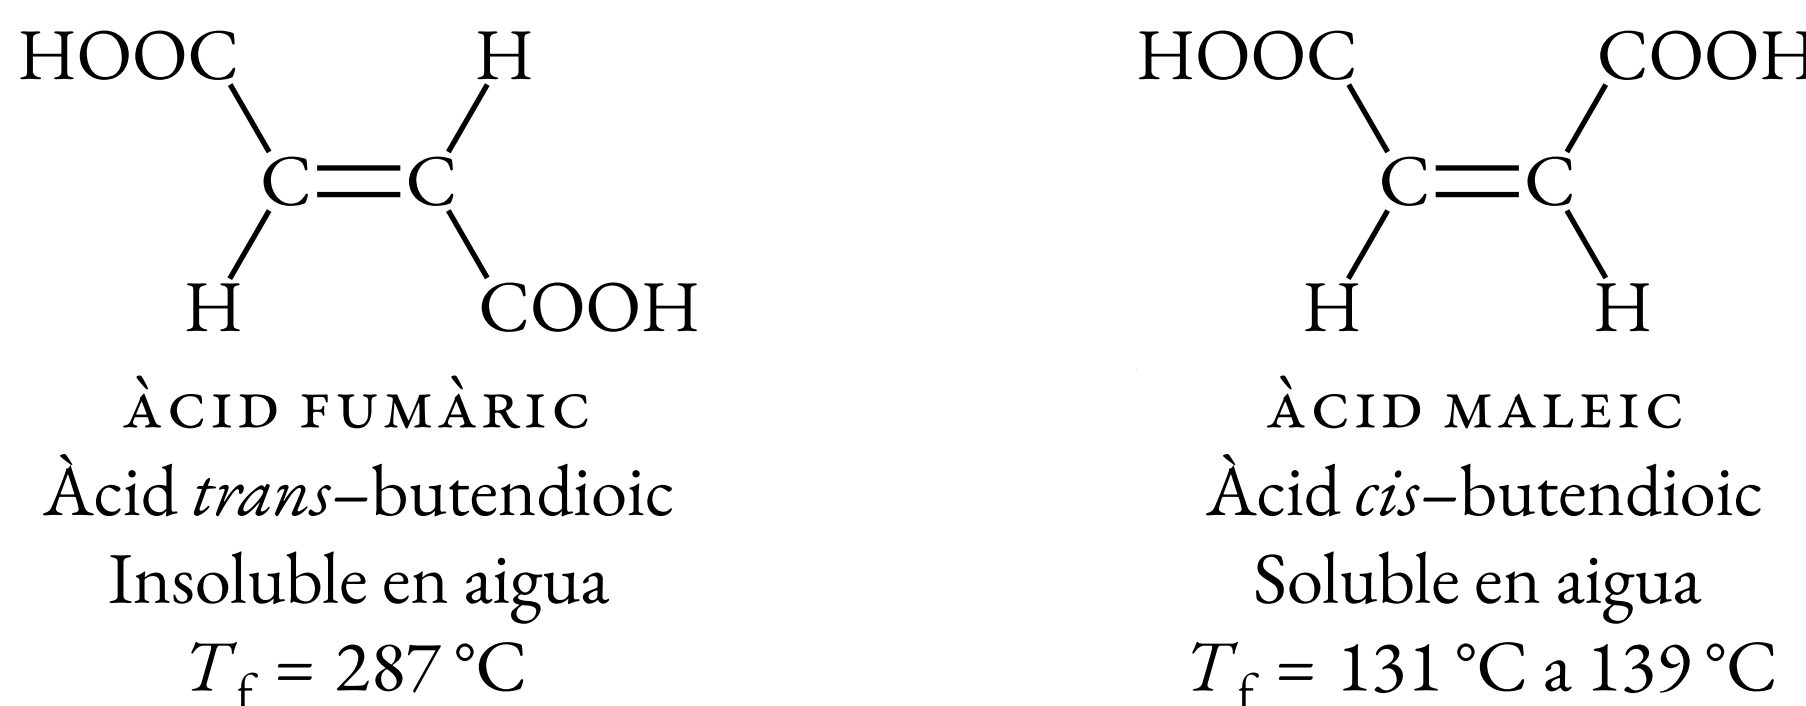 HOOC H
C C
H COOH
ÀCID FUMÀRIC
Àcid trans–butendioic
Insoluble en aigua
Tf = 287 °C
HOOC COOH
C C
H H
ÀCID MALEIC
Àcid cis–butendioic
Soluble en aigua
Tf = 131 °C a 139 °C